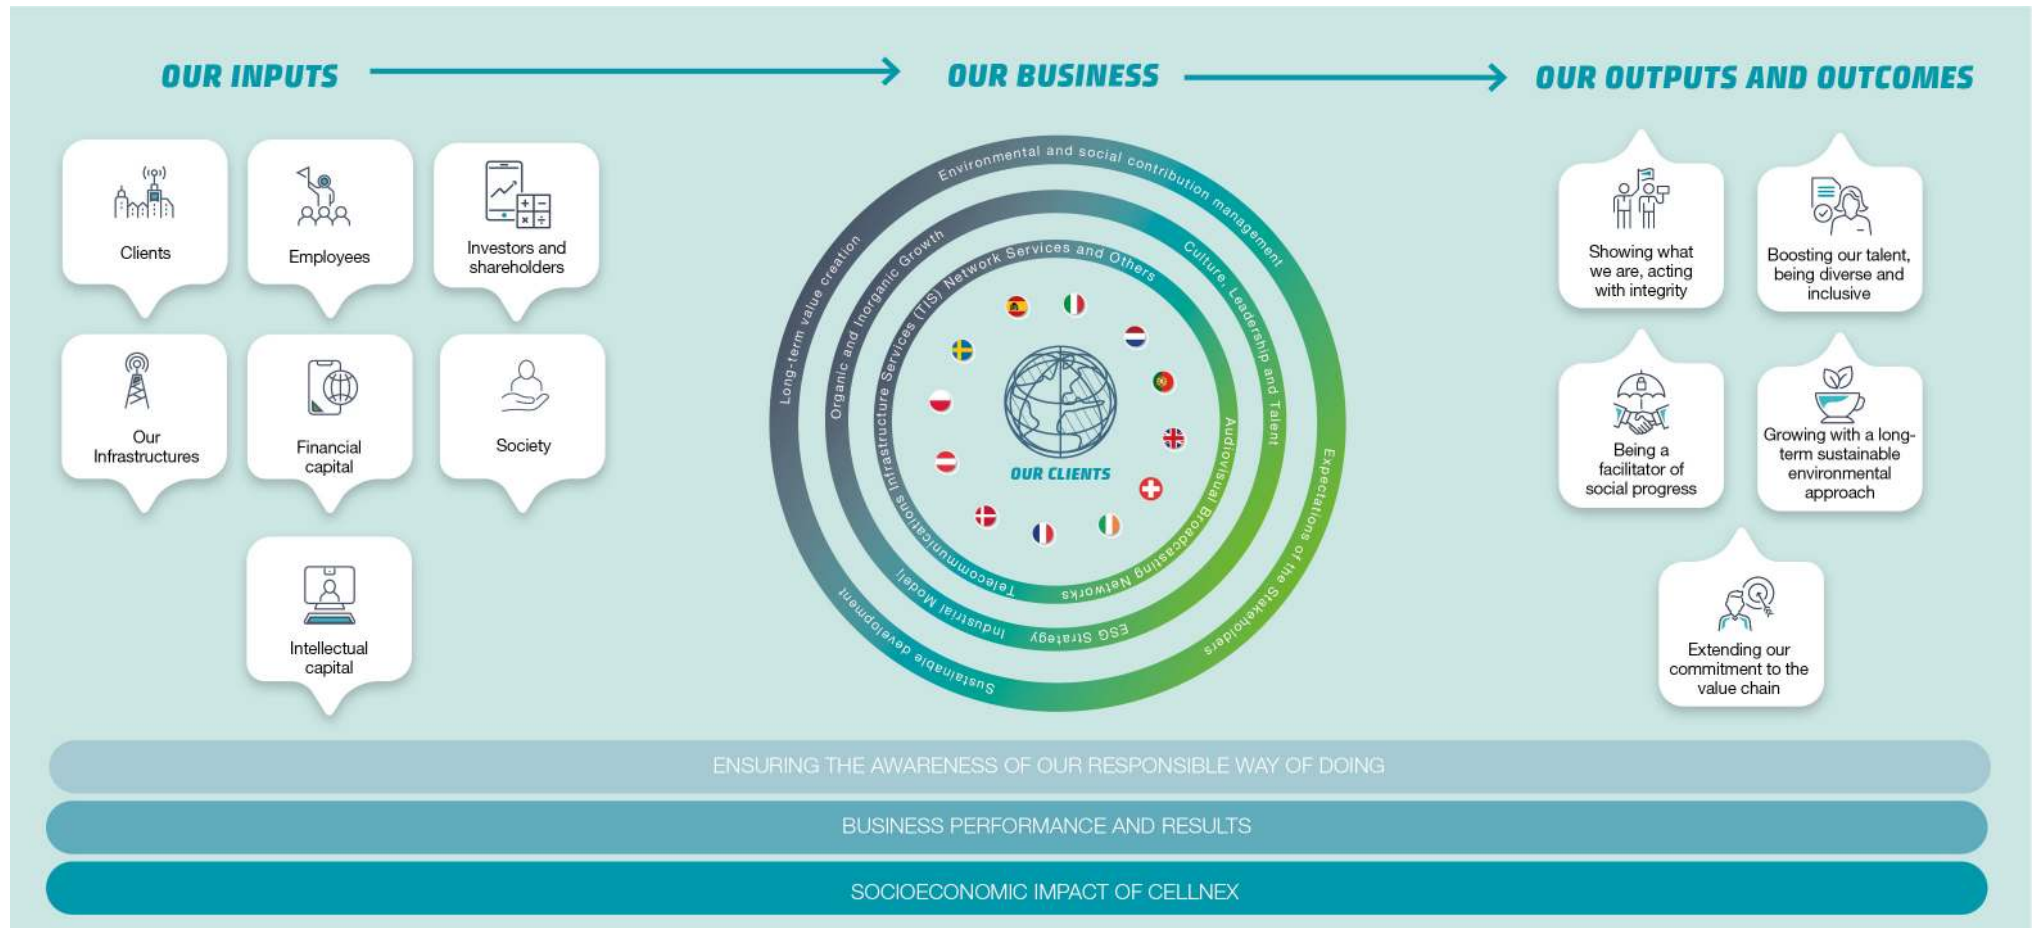 OUR INPUTS
OUR BUSINESS
OUR OUTPUTS AND OUTCOMES
Clients
Employees
Investors and
shareholders
Our
Infrastructures
Financial
capital
Society
Intellectual
capital
Long-term value creation
Environmental and social contribution management
Expectations of the Stakeholders
Sustainable development
Organic and Inorganic Growth
Culture, Leadership and Talent
ESG Strategy
Industrial Modeli
Telecommunications Infrastructure Services (TIS) Network Services and Others
Audiovisual Broadcasting Networks
OUR CLIENTS
Showing what
we are, acting
with integrity
Boosting our talent,
being diverse and
inclusive
Being a
facilitator of
social progress
Growing with a long-
term sustainable
environmental
approach
Extending our
commitment to the
value chain
ENSURING THE AWARENESS OF OUR RESPONSIBLE WAY OF DOING
BUSINESS PERFORMANCE AND RESULTS
SOCIOECONOMIC IMPACT OF CELLNEX